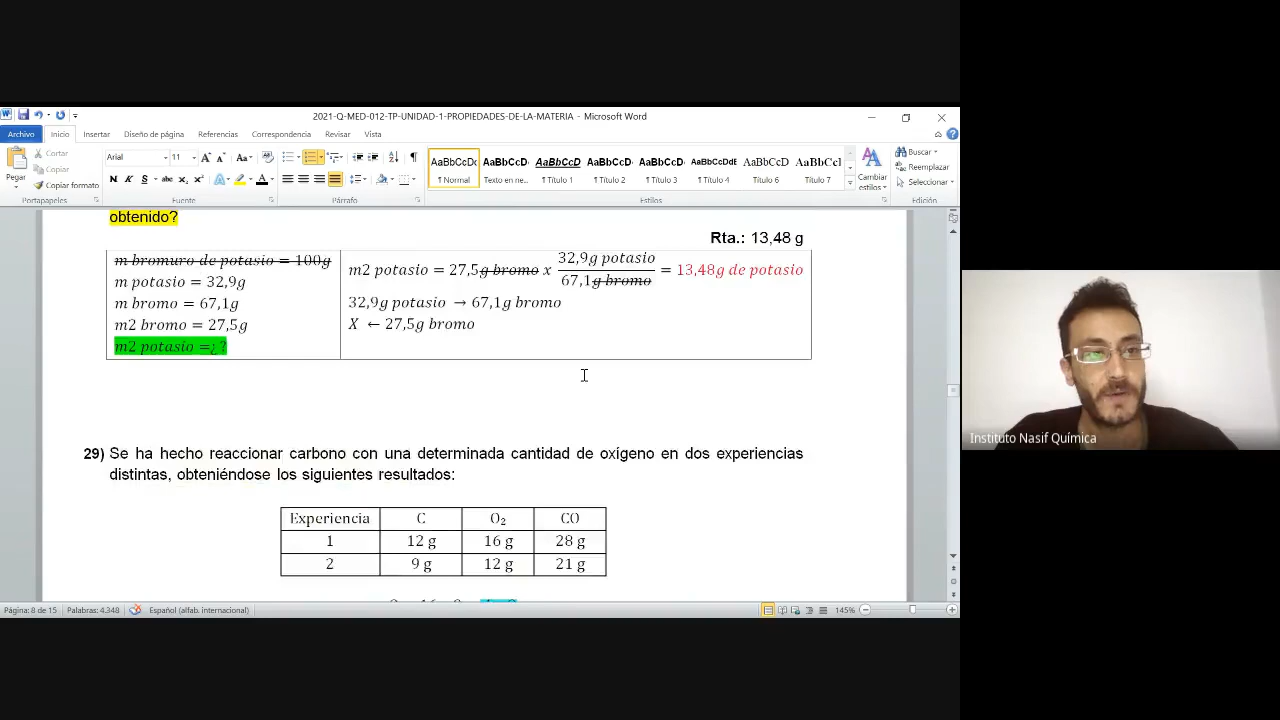 2021-Q-MED-012-TP-UNIDAD-1-PROPIEDADES-DE-LA-MATERIA - Microsoft Word
Archivo Inicio Insertar Diseño de página Referencias Correspondencia Revisar Vista
Cortar
Copiar
Copiar formato
Pegar
Portapapeles
Arial 11
Fuente
Párrafo
AaBbCcDc AaBbCcD AaBbCcD AaBbCcD AaBbCcD AaBbCcDdE AaBbCcD AaBbCcl
¶ Normal Texto en ne... ¶ Título 1 ¶ Título 2 ¶ Título 3 ¶ Título 4 Título 6 ¶ Título 7
Cambiar estilos
Estilos
Buscar
Reemplazar
Seleccionar
Edición
obtenido?
Rta.: 13,48 g
m bromuro de potasio = 100g
m potasio = 32,9g
m bromo = 67,1g
m2 bromo = 27,5g
m2 potasio =¿?
m2 potasio = 27,5g bromo x 32,9g potasio / 67,1g bromo = 13,48g de potasio
32,9g potasio → 67,1g bromo
X ← 27,5g bromo
29) Se ha hecho reaccionar carbono con una determinada cantidad de oxígeno en dos experiencias
distintas, obteniéndose los siguientes resultados:
Experiencia C O₂ CO
1 12 g 16 g 28 g
2 9 g 12 g 21 g
Instituto Nasif Química
Página: 8 de 15 Palabras: 4.348 Español (alfab. internacional) 145%